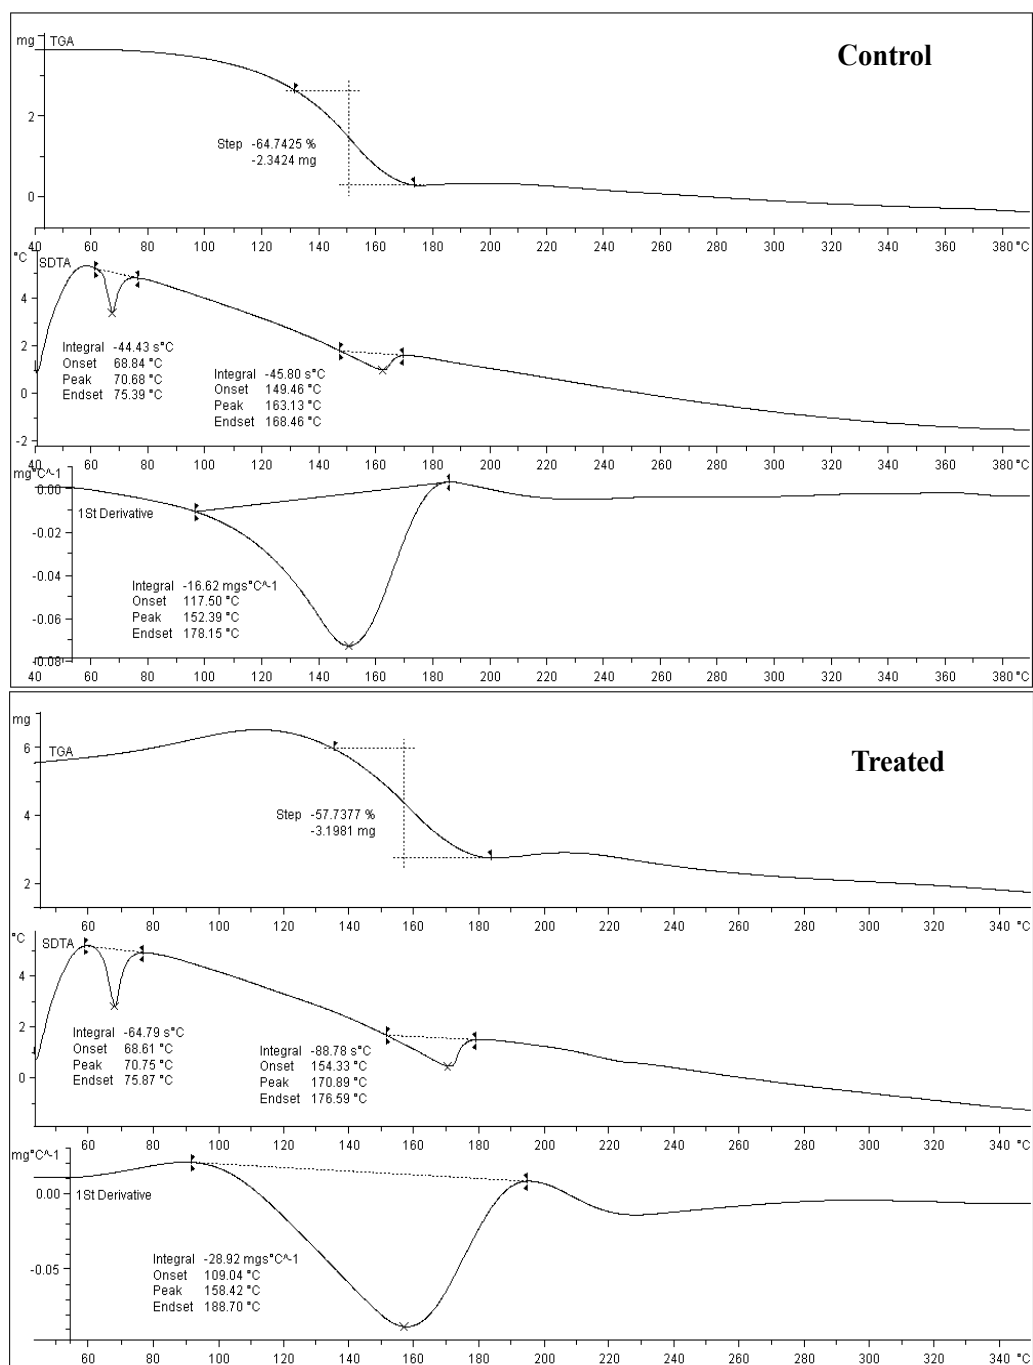 mg
TGA
Control
2
0
Step -64.7425 %
-2.3424 mg
40 60 80 100 120 140 160 180 200 220 240 260 280 300 320 340 360 380 °C
°C
SDTA
4
2
0
-2
Integral -44.43 s°C
Onset 68.84 °C
Peak 70.68 °C
Endset 75.39 °C
Integral -45.80 s°C
Onset 149.46 °C
Peak 163.13 °C
Endset 168.46 °C
40 60 80 100 120 140 160 180 200 220 240 260 280 300 320 340 360 380 °C
mg°C^-1
0.00
1St Derivative
-0.02
-0.04
-0.06
-0.08
Integral -16.62 mgs°C^-1
Onset 117.50 °C
Peak 152.39 °C
Endset 178.15 °C
40 60 80 100 120 140 160 180 200 220 240 260 280 300 320 340 360 380 °C
mg
TGA
Treated
6
4
2
Step -57.7377 %
-3.1981 mg
60 80 100 120 140 160 180 200 220 240 260 280 300 320 340 °C
°C
SDTA
4
2
0
Integral -64.79 s°C
Onset 68.61 °C
Peak 70.75 °C
Endset 75.87 °C
Integral -88.78 s°C
Onset 154.33 °C
Peak 170.89 °C
Endset 176.59 °C
60 80 100 120 140 160 180 200 220 240 260 280 300 320 340 °C
mg°C^-1
0.00
1St Derivative
-0.05
Integral -28.92 mgs°C^-1
Onset 109.04 °C
Peak 158.42 °C
Endset 188.70 °C
60 80 100 120 140 160 180 200 220 240 260 280 300 320 340 °C